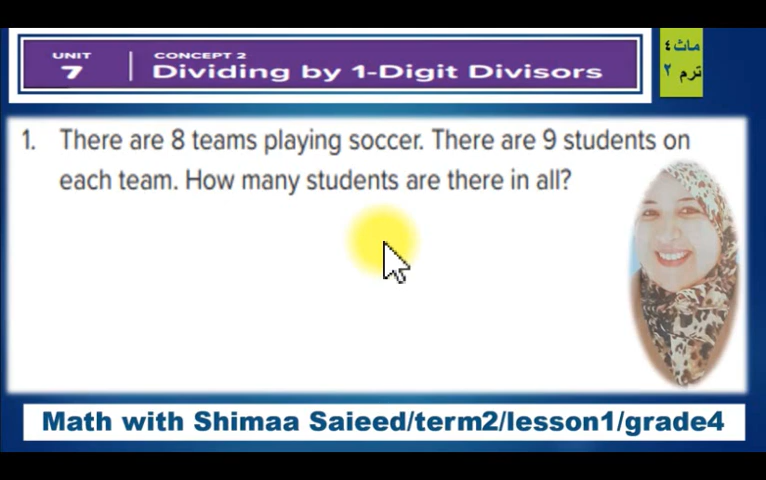 UNIT
7
CONCEPT 2
Dividing by 1-Digit Divisors
ماث ٤
ترم ٢
1. There are 8 teams playing soccer. There are 9 students on
each team. How many students are there in all?
Math with Shimaa Saieed/term2/lesson1/grade4